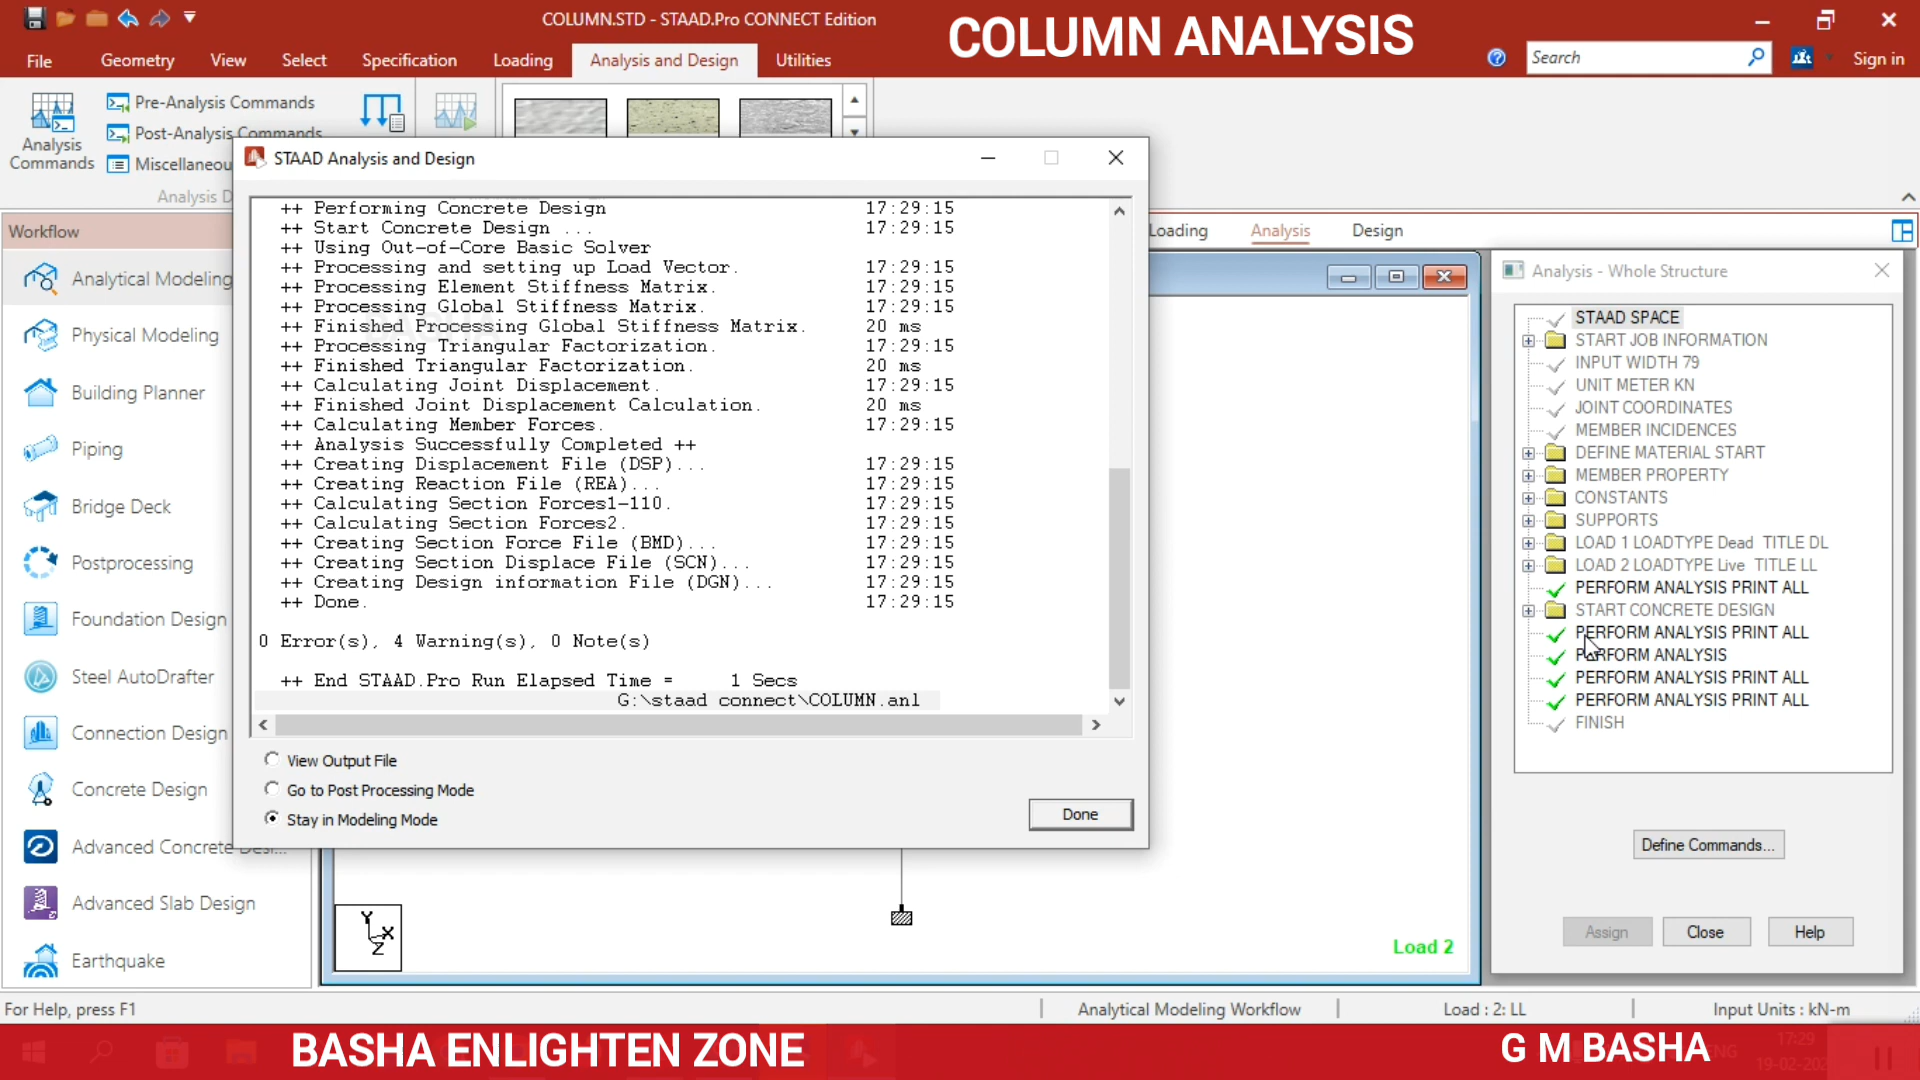 COLUMN.STD - STAAD.Pro CONNECT Edition
COLUMN ANALYSIS
File
Geometry
View
Select
Specification
Loading
Analysis and Design
Utilities
Search
Sign in
Analysis
Commands
Pre-Analysis Commands
Post-Analysis Commands
Miscellaneou
Analysis D
STAAD Analysis and Design
++ Performing Concrete Design 17:29:15
++ Start Concrete Design ... 17:29:15
++ Using Out-of-Core Basic Solver
++ Processing and setting up Load Vector. 17:29:15
++ Processing Element Stiffness Matrix. 17:29:15
++ Processing Global Stiffness Matrix. 17:29:15
++ Finished Processing Global Stiffness Matrix. 20 ms
++ Processing Triangular Factorization. 17:29:15
++ Finished Triangular Factorization. 20 ms
++ Calculating Joint Displacement. 17:29:15
++ Finished Joint Displacement Calculation. 20 ms
++ Calculating Member Forces. 17:29:15
++ Analysis Successfully Completed ++
++ Creating Displacement File (DSP)... 17:29:15
++ Creating Reaction File (REA)... 17:29:15
++ Calculating Section Forces1-110. 17:29:15
++ Calculating Section Forces2. 17:29:15
++ Creating Section Force File (BMD)... 17:29:15
++ Creating Section Displace File (SCN)... 17:29:15
++ Creating Design information File (DGN)... 17:29:15
++ Done. 17:29:15
0 Error(s), 4 Warning(s), 0 Note(s)
++ End STAAD.Pro Run Elapsed Time = 1 Secs
G:\staad connect\COLUMN.anl
View Output File
Go to Post Processing Mode
Stay in Modeling Mode
Done
Workflow
Analytical Modeling
Physical Modeling
Building Planner
Piping
Bridge Deck
Postprocessing
Foundation Design
Steel AutoDrafter
Connection Design
Concrete Design
Advanced Concrete Desi...
Advanced Slab Design
Earthquake
Loading
Analysis
Design
Analysis - Whole Structure
STAAD SPACE
START JOB INFORMATION
INPUT WIDTH 79
UNIT METER KN
JOINT COORDINATES
MEMBER INCIDENCES
DEFINE MATERIAL START
MEMBER PROPERTY
CONSTANTS
SUPPORTS
LOAD 1 LOADTYPE Dead TITLE DL
LOAD 2 LOADTYPE Live TITLE LL
PERFORM ANALYSIS PRINT ALL
START CONCRETE DESIGN
PERFORM ANALYSIS PRINT ALL
PERFORM ANALYSIS
PERFORM ANALYSIS PRINT ALL
PERFORM ANALYSIS PRINT ALL
FINISH
Define Commands...
Assign
Close
Help
Y
X
Z
Load 2
For Help, press F1
Analytical Modeling Workflow
Load : 2: LL
Input Units : kN-m
BASHA ENLIGHTEN ZONE
G M BASHA
17:29